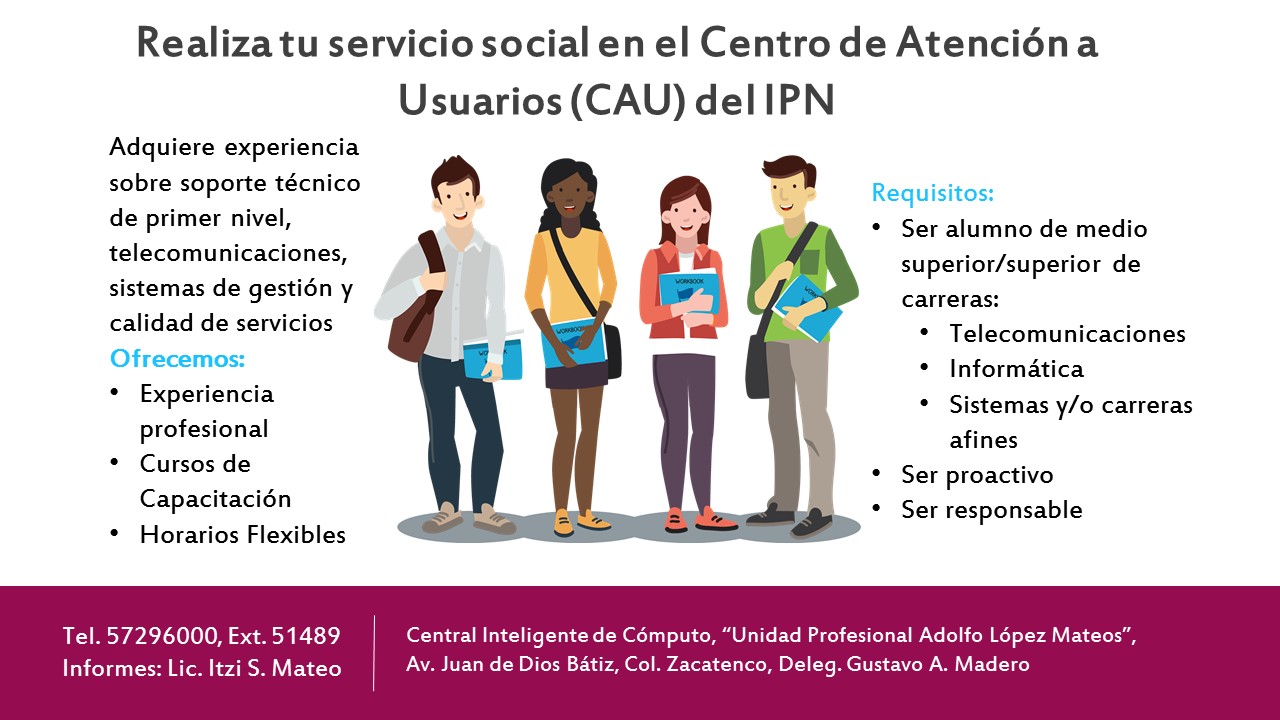 Realiza tu servicio social en el Centro de Atención a
Usuarios (CAU) del IPN
Adquiere experiencia
sobre soporte técnico
de primer nivel,
telecomunicaciones,
sistemas de gestión y
calidad de servicios
Ofrecemos:
• Experiencia
profesional
• Cursos de
Capacitación
• Horarios Flexibles
WORKBOOK
WORKBOOK
WORKBOOK
WORKBOOK
Requisitos:
• Ser alumno de medio
superior/superior de
carreras:
• Telecomunicaciones
• Informática
• Sistemas y/o carreras
afines
• Ser proactivo
• Ser responsable
Tel. 57296000, Ext. 51489
Informes: Lic. Itzi S. Mateo
Central Inteligente de Cómputo, “Unidad Profesional Adolfo López Mateos”,
Av. Juan de Dios Bátiz, Col. Zacatenco, Deleg. Gustavo A. Madero